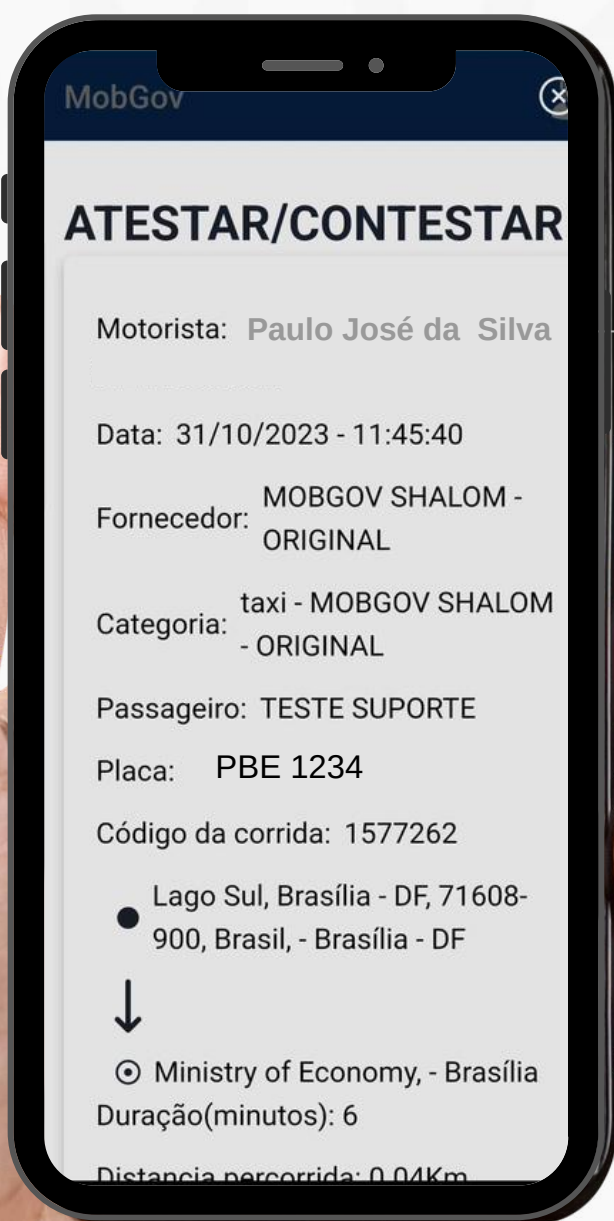 MobGov
ATESTAR/CONTESTAR
Motorista: Paulo José da Silva
Data: 31/10/2023 - 11:45:40
Fornecedor: MOBGOV SHALOM -
ORIGINAL
Categoria: taxi - MOBGOV SHALOM
- ORIGINAL
Passageiro: TESTE SUPORTE
Placa: PBE 1234
Código da corrida: 1577262
Lago Sul, Brasília - DF, 71608-
900, Brasil, - Brasília - DF
Ministry of Economy, - Brasília
Duração(minutos): 6
Distancia percorrida: 0.04Km